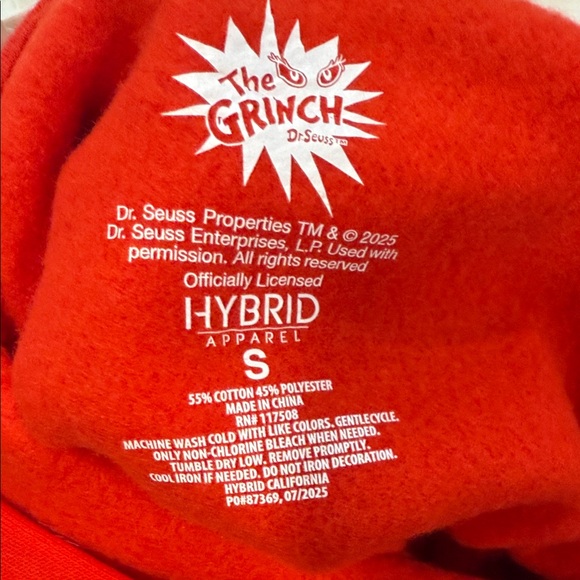 The
GRINCH
Dr. Seuss™
Dr. Seuss Properties TM & © 2025
Dr. Seuss Enterprises, L.P. Used with
permission. All rights reserved
Officially Licensed
HYBRID
APPAREL
S
55% COTTON 45% POLYESTER
MADE IN CHINA
RN# 117508
MACHINE WASH COLD WITH LIKE COLORS. GENTLE CYCLE.
ONLY NON-CHLORINE BLEACH WHEN NEEDED.
TUMBLE DRY LOW. REMOVE PROMPTLY.
COOL IRON IF NEEDED. DO NOT IRON DECORATION.
HYBRID CALIFORNIA
PO#87369, 07/2025